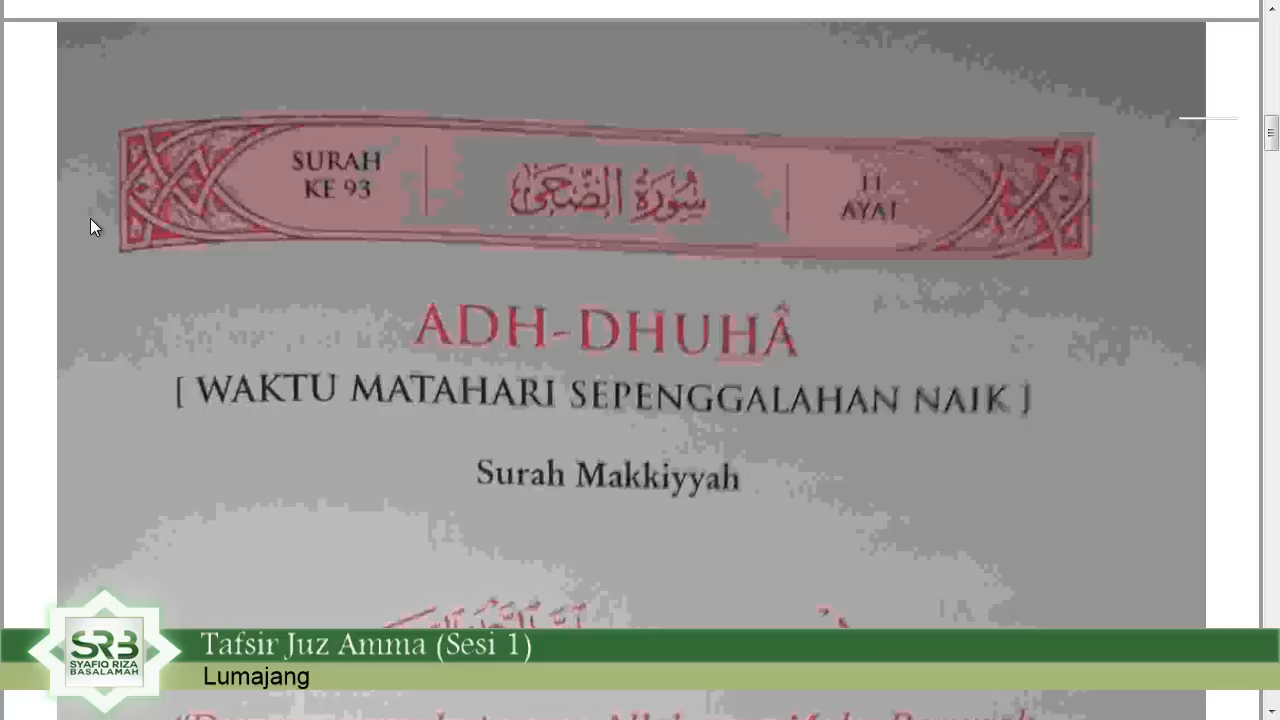 SURAH
KE 93
سُورَةُ الضُّحَىٰ
11
AYAT
ADH-DHUHÂ
[ WAKTU MATAHARI SEPENGGALAHAN NAIK ]
Surah Makkiyyah
SRB
SYAFIQ RIZA
BASALAMAH
Tafsir Juz Amma (Sesi 1)
Lumajang